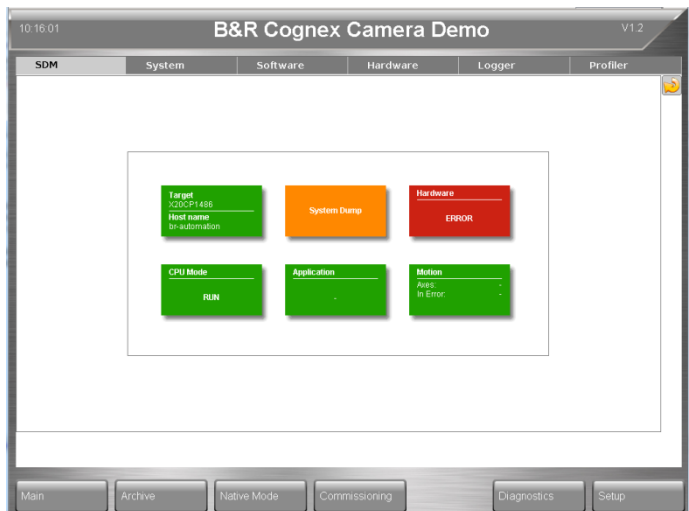 10:16:01
B&R Cognex Camera Demo
V1.2
SDM
System
Software
Hardware
Logger
Profiler
Target
X20CP1486
Host name
br-automation
System Dump
Hardware
ERROR
CPU Mode
RUN
Application
-
Motion
Axes: -
In Error: -
Main
Archive
Native Mode
Commissioning
Diagnostics
Setup